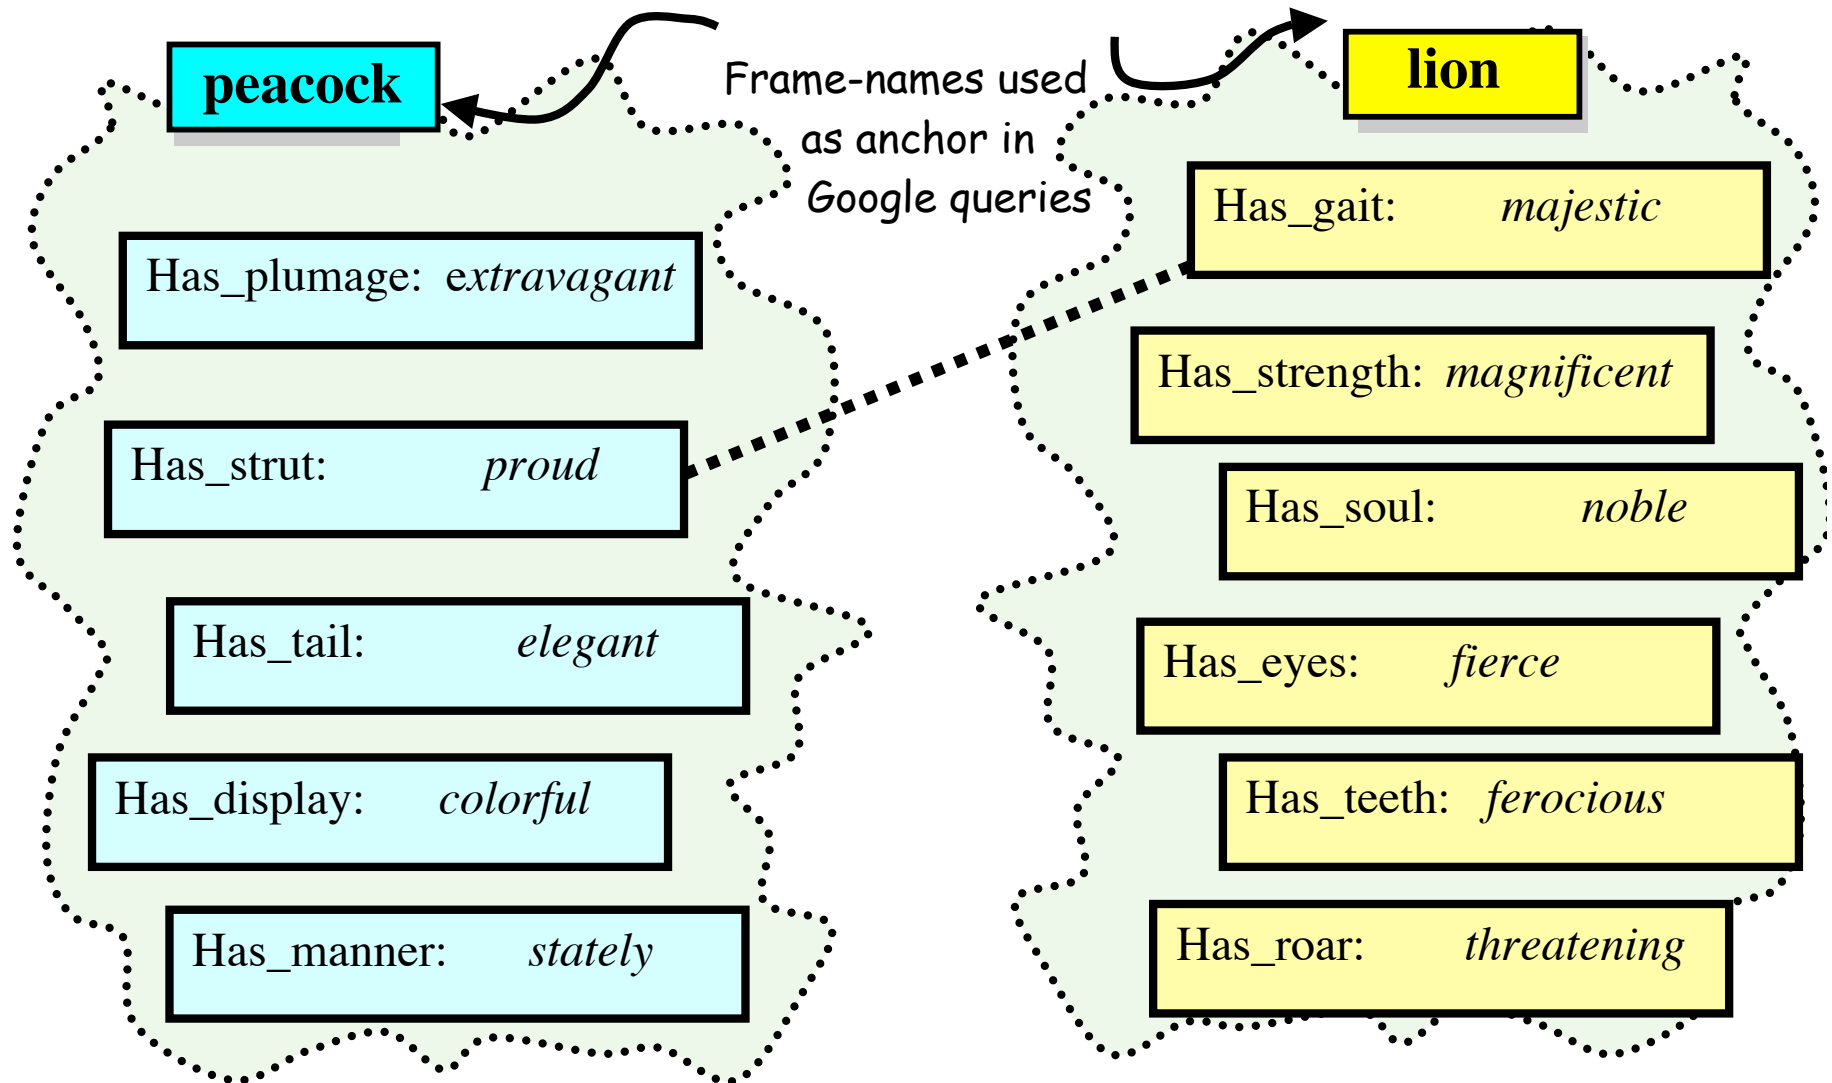 peacock
Frame-names used
as anchor in
Google queries
lion
Has_plumage: extravagant
Has_strut: proud
Has_tail: elegant
Has_display: colorful
Has_manner: stately
Has_gait: majestic
Has_strength: magnificent
Has_soul: noble
Has_eyes: fierce
Has_teeth: ferocious
Has_roar: threatening